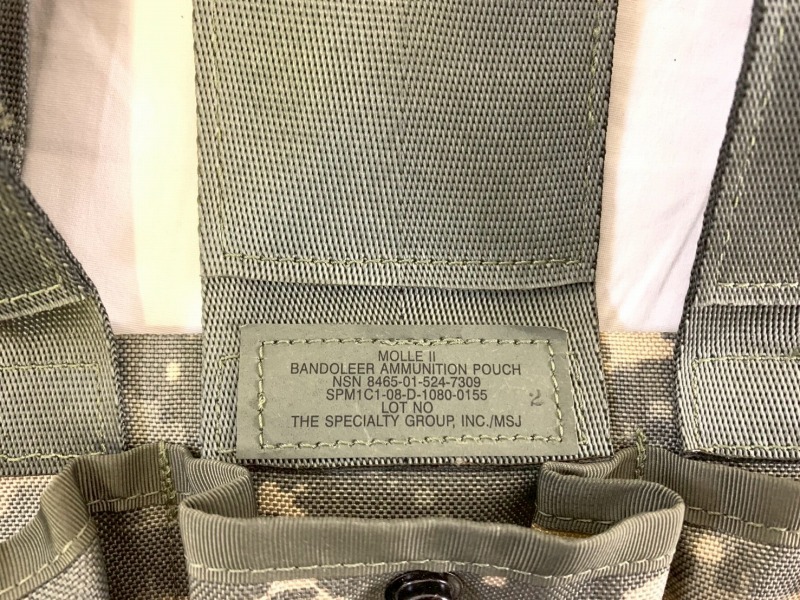 MOLLE II
BANDOLEER AMMUNITION POUCH
NSN 8465-01-524-7309
SPM1C1-08-D-1080-0155
LOT NO
THE SPECIALTY GROUP, INC./MSJ
2